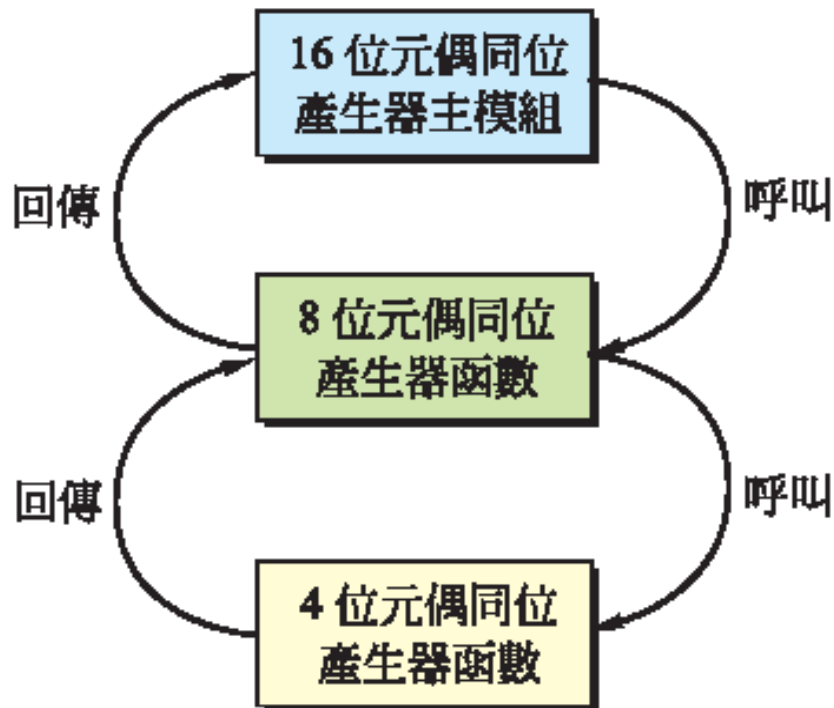 16 位元偶同位
產生器主模組
回傳
呼叫
8 位元偶同位
產生器函數
回傳
呼叫
4 位元偶同位
產生器函數